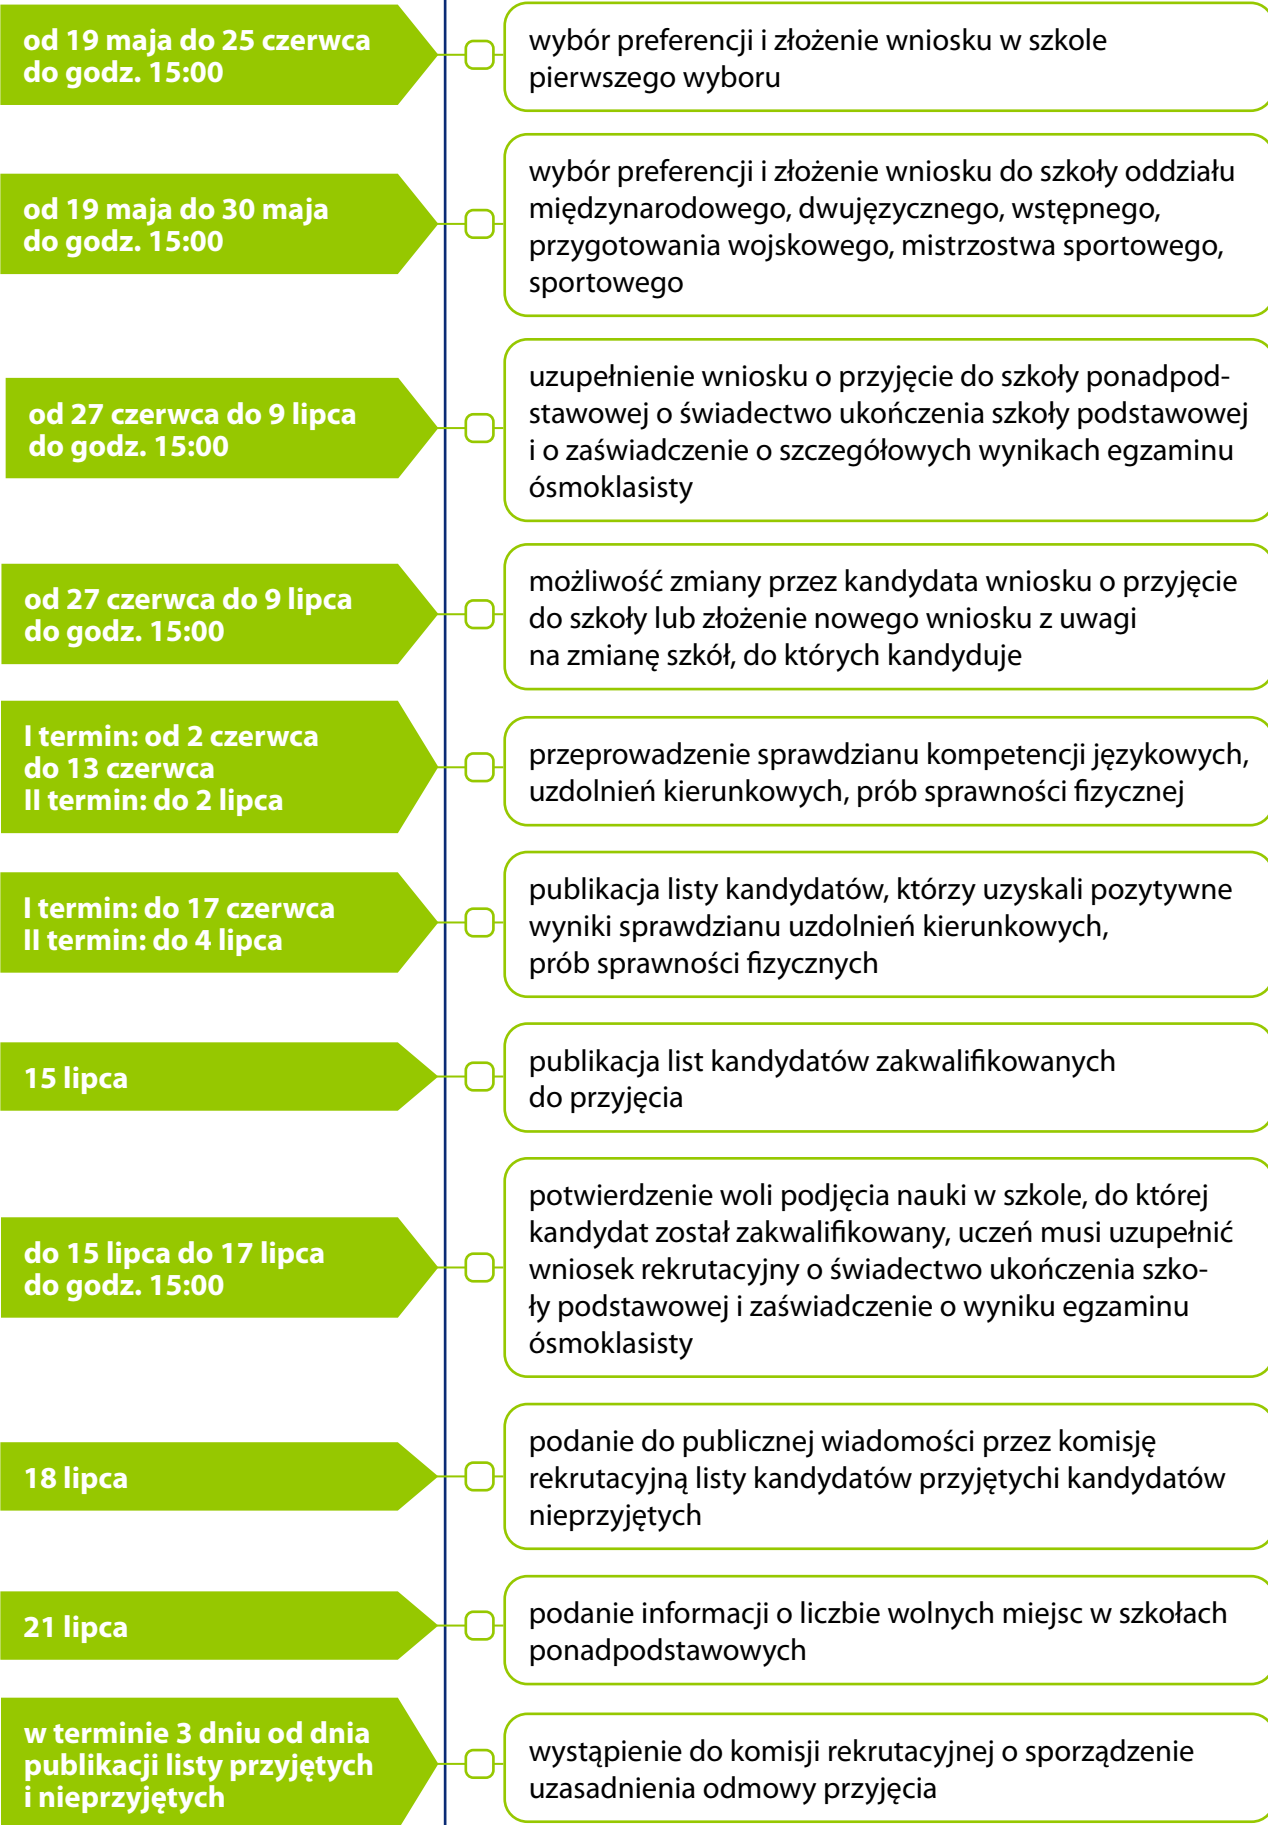 od 19 maja do 25 czerwca
do godz. 15:00
wybór preferencji i złożenie wniosku w szkole
pierwszego wyboru
od 19 maja do 30 maja
do godz. 15:00
wybór preferencji i złożenie wniosku do szkoły oddziału
międzynarodowego, dwujęzycznego, wstępnego,
przygotowania wojskowego, mistrzostwa sportowego,
sportowego
od 27 czerwca do 9 lipca
do godz. 15:00
uzupełnienie wniosku o przyjęcie do szkoły ponadpod-
stawowej o świadectwo ukończenia szkoły podstawowej
i o zaświadczenie o szczegółowych wynikach egzaminu
ósmoklasisty
od 27 czerwca do 9 lipca
do godz. 15:00
możliwość zmiany przez kandydata wniosku o przyjęcie
do szkoły lub złożenie nowego wniosku z uwagi
na zmianę szkół, do których kandyduje
I termin: od 2 czerwca
do 13 czerwca
II termin: do 2 lipca
przeprowadzenie sprawdzianu kompetencji językowych,
uzdolnień kierunkowych, prób sprawności fizycznej
I termin: do 17 czerwca
II termin: do 4 lipca
publikacja listy kandydatów, którzy uzyskali pozytywne
wyniki sprawdzianu uzdolnień kierunkowych,
prób sprawności fizycznych
15 lipca
publikacja list kandydatów zakwalifikowanych
do przyjęcia
do 15 lipca do 17 lipca
do godz. 15:00
potwierdzenie woli podjęcia nauki w szkole, do której
kandydat został zakwalifikowany, uczeń musi uzupełnić
wniosek rekrutacyjny o świadectwo ukończenia szko-
ły podstawowej i zaświadczenie o wyniku egzaminu
ósmoklasisty
18 lipca
podanie do publicznej wiadomości przez komisję
rekrutacyjną listy kandydatów przyjętychi kandydatów
nieprzyjętych
21 lipca
podanie informacji o liczbie wolnych miejsc w szkołach
ponadpodstawowych
w terminie 3 dniu od dnia
publikacji listy przyjętych
i nieprzyjętych
wystąpienie do komisji rekrutacyjnej o sporządzenie
uzasadnienia odmowy przyjęcia